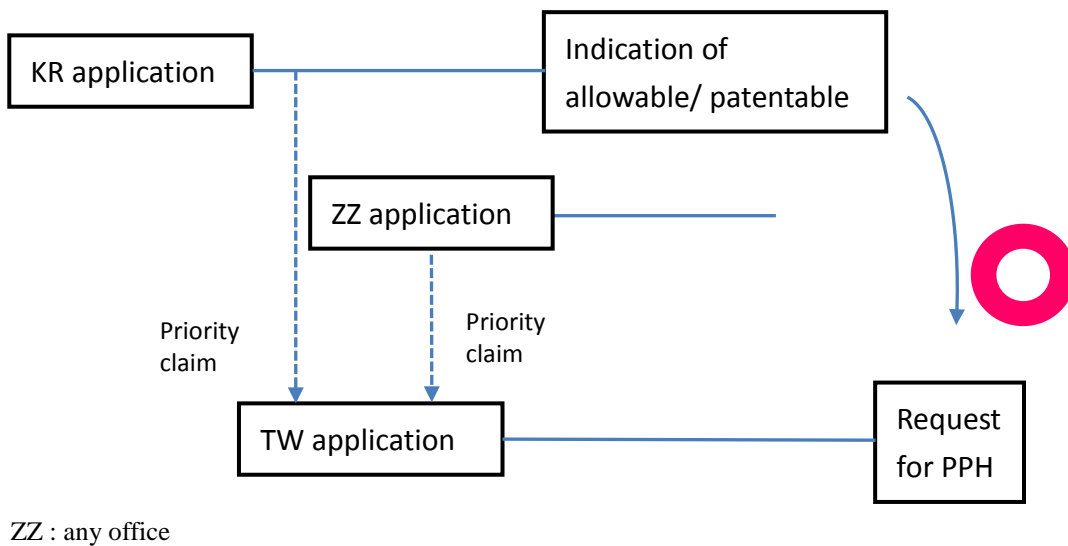 KR application
Indication of
allowable/ patentable
ZZ application
Priority
claim
Priority
claim
TW application
Request
for PPH
ZZ : any office